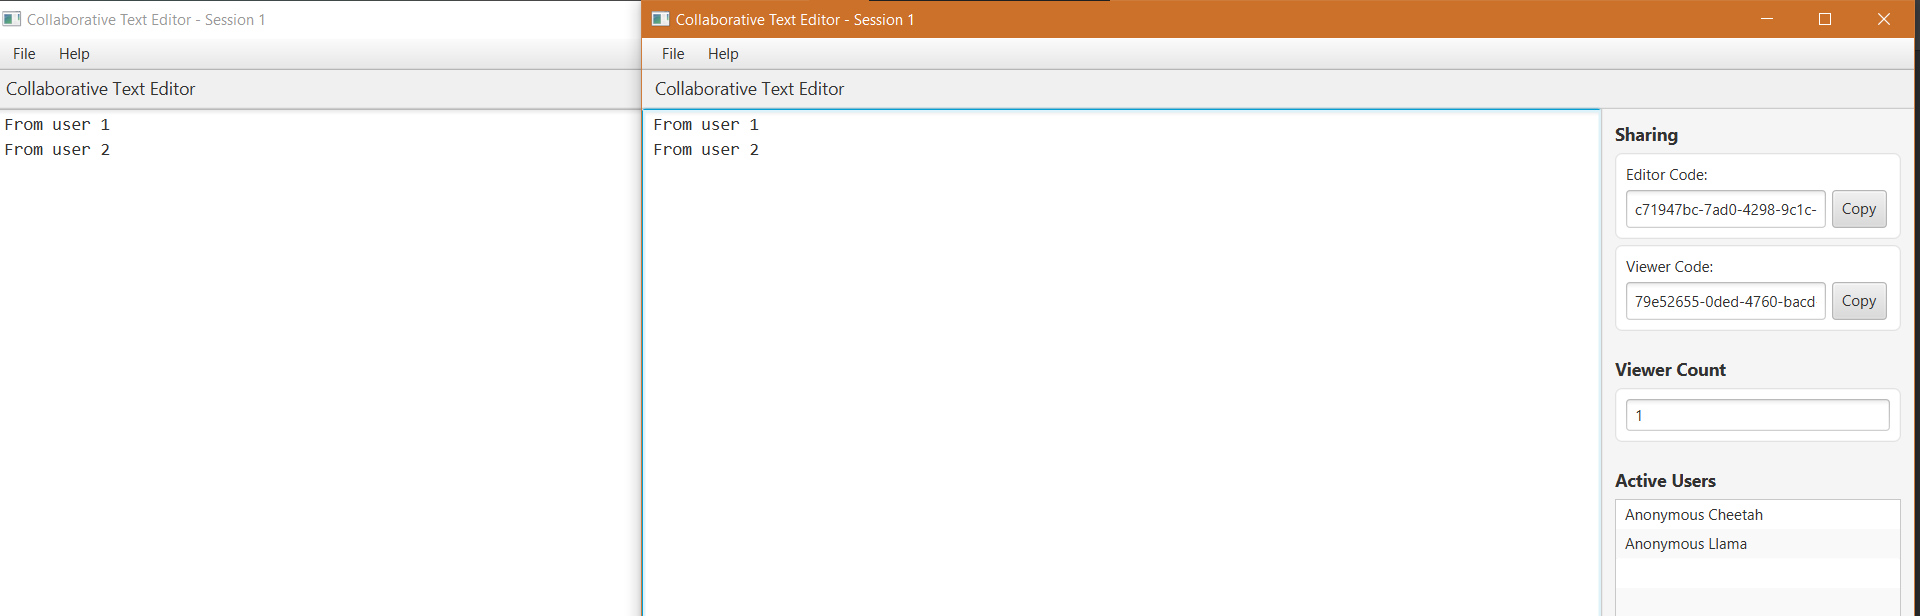 Collaborative Text Editor - Session 1
File Help
Collaborative Text Editor
From user 1
From user 2
Collaborative Text Editor - Session 1
File Help
Collaborative Text Editor
From user 1
From user 2
Sharing
Editor Code:
c71947bc-7ad0-4298-9c1c- Copy
Viewer Code:
79e52655-0ded-4760-bacd Copy
Viewer Count
1
Active Users
Anonymous Cheetah
Anonymous Llama